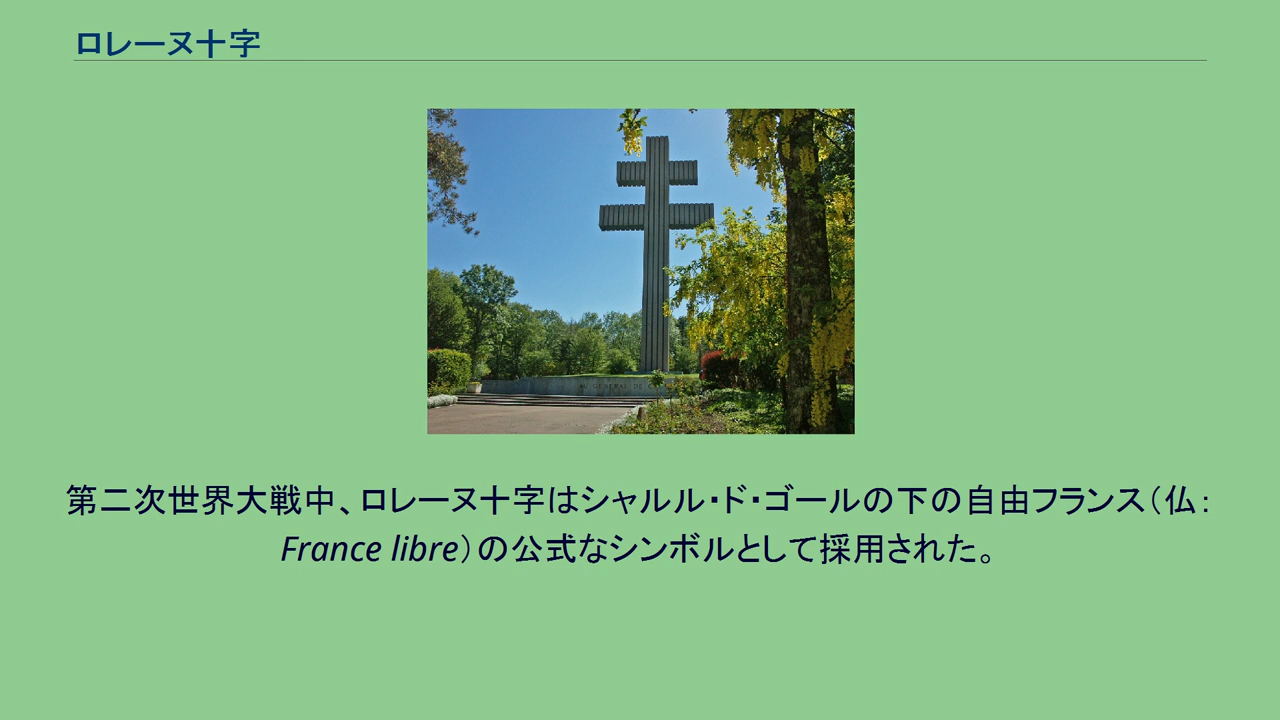 ロレーヌ十字
AU GENERAL DE
第二次世界大戦中、ロレーヌ十字はシャルル・ド・ゴールの下の自由フランス（仏：
France libre）の公式なシンボルとして採用された。